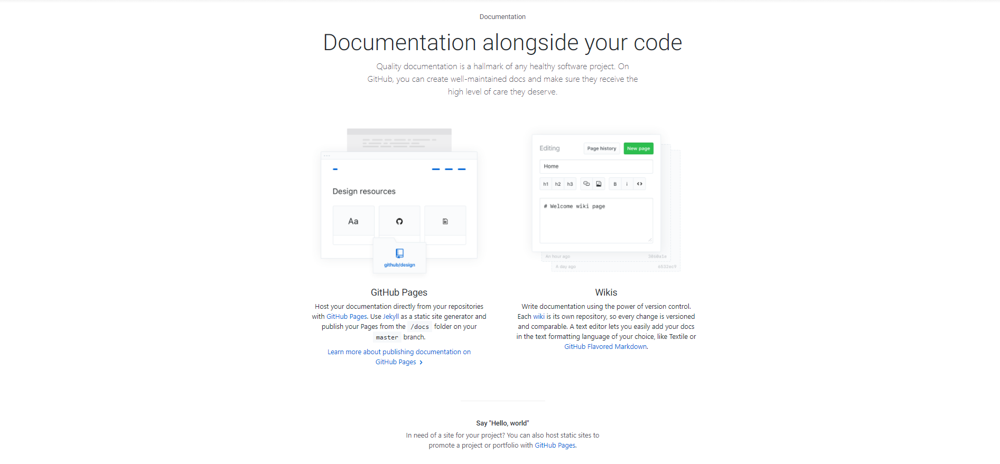 Documentation
Documentation alongside your code
Quality documentation is a hallmark of any healthy software project. On
GitHub, you can create well-maintained docs and make sure they receive the
high level of care they deserve.
Design resources
Aa
github/design
GitHub Pages
Host your documentation directly from your repositories
with GitHub Pages. Use Jekyll as a static site generator and
publish your Pages from the /docs folder on your
master branch.
Learn more about publishing documentation on
GitHub Pages
Editing Page history New page
Home
h1 h2 h3 B i
# Welcome wiki page
An hour ago 3060a1e
A day ago 6532ec9
Wikis
Write documentation using the power of version control.
Each wiki is its own repository, so every change is versioned
and comparable. A text editor lets you easily add your docs
in the text formatting language of your choice, like Textile or
GitHub Flavored Markdown.
Say "Hello, world"
In need of a site for your project? You can also host static sites to
promote a project or portfolio with GitHub Pages.